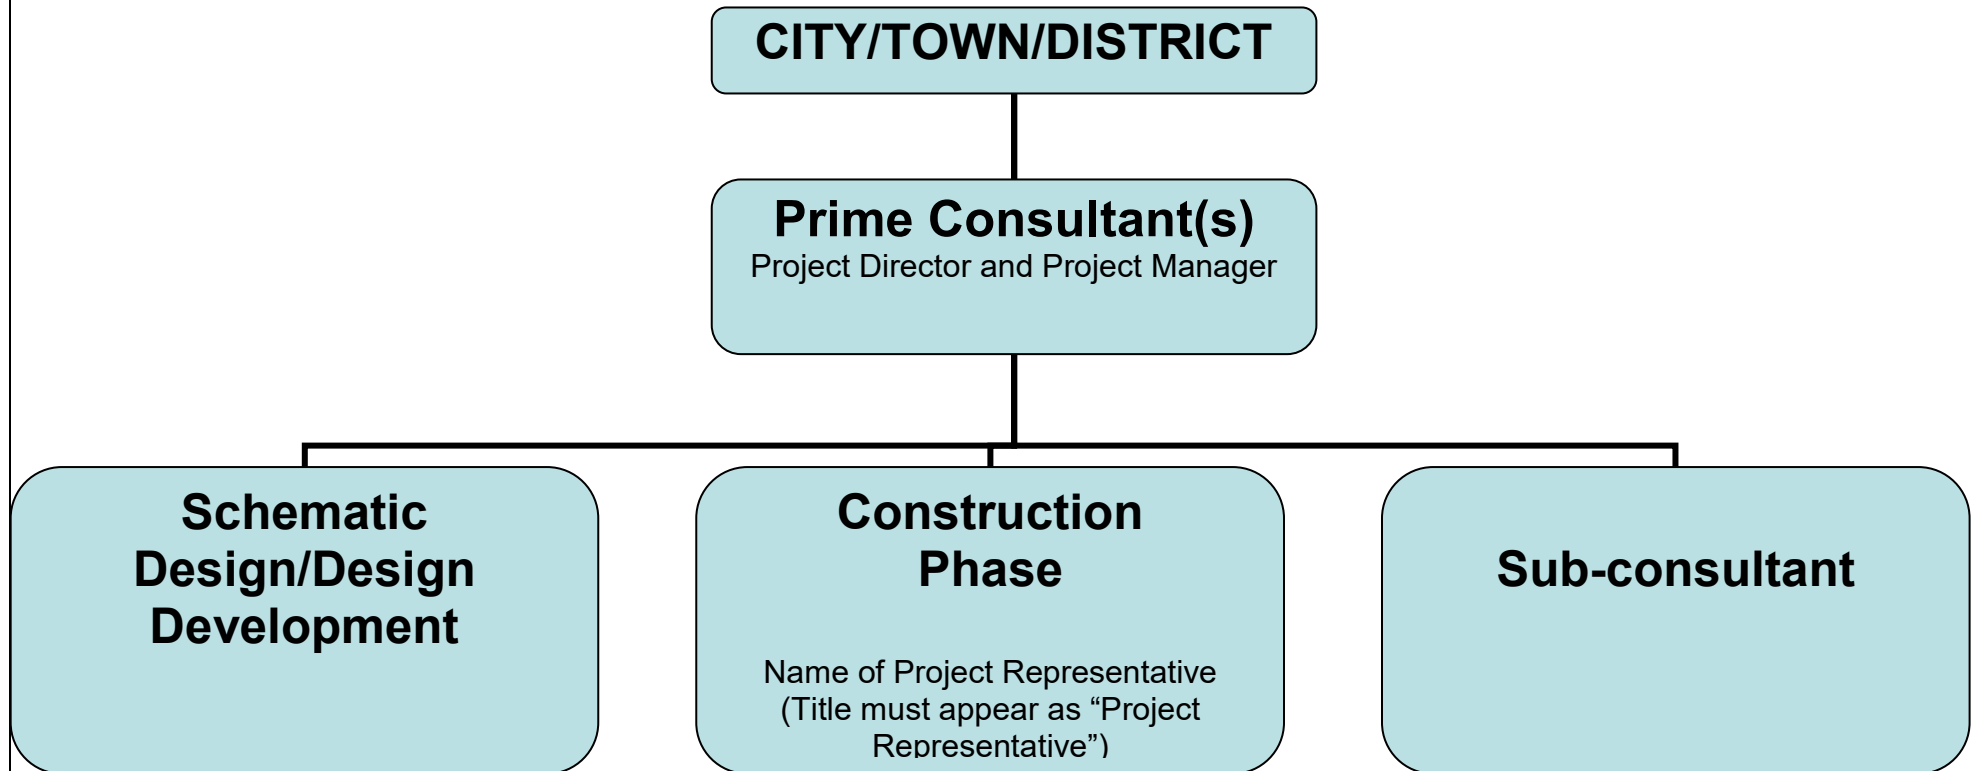 CITY/TOWN/DISTRICT
Prime Consultant(s)
Project Director and Project Manager
Schematic
Design/Design
Development
Construction
Phase
Name of Project Representative
(Title must appear as “Project
Representative”)
Sub-consultant